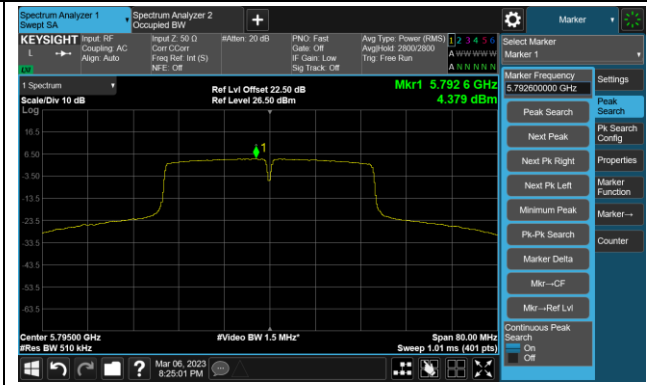 Spectrum Analyzer 1
Swept SA
Spectrum Analyzer 2
Occupied BW
Marker
KEYSIGHT
L
Input: RF
Coupling: AC
Align: Auto
Input Z: 50 Ω
Corr CCorr
Freq Ref: Int (S)
NFE: Off
#Atten: 20 dB
PNO: Fast
Gate: Off
IF Gain: Low
Sig Track: Off
Avg Type: Power (RMS)
Avg|Hold: 2800/2800
Trig: Free Run
1 2 3 4 5 6
A W W W W W
A N N N N N
Select Marker
Marker 1
1 Spectrum
Scale/Div 10 dB
Log
Ref Lvl Offset 22.50 dB
Ref Level 26.50 dBm
Mkr1 5.792 6 GHz
4.379 dBm
16.5
6.50
-3.50
-13.5
-23.5
-33.5
-43.5
-53.5
-63.5
1
Center 5.79500 GHz
#Res BW 510 kHz
#Video BW 1.5 MHz*
Span 80.00 MHz
Sweep 1.01 ms (401 pts)
Marker Frequency
5.792600000 GHz
Peak Search
Next Peak
Next Pk Right
Next Pk Left
Minimum Peak
Pk-Pk Search
Marker Delta
Mkr→CF
Mkr→Ref Lvl
Continuous Peak
Search
On
Off
Settings
Peak
Search
Pk Search
Config
Properties
Marker
Function
Marker→
Counter
Mar 06, 2023
8:25:01 PM